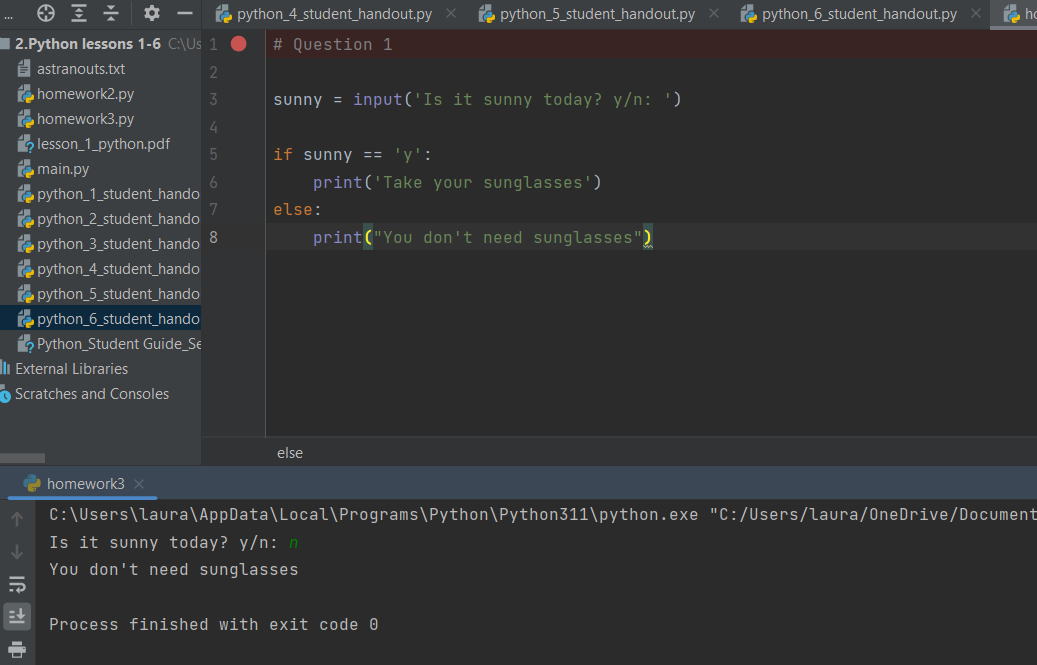 ...
python_4_student_handout.py
python_5_student_handout.py
python_6_student_handout.py
2.Python lessons 1-6 C:\Us
astranouts.txt
homework2.py
homework3.py
lesson_1_python.pdf
main.py
python_1_student_hando
python_2_student_hando
python_3_student_hando
python_4_student_hando
python_5_student_hando
python_6_student_hando
Python_Student Guide_Se
External Libraries
Scratches and Consoles
1 # Question 1
2
3 sunny = input('Is it sunny today? y/n: ')
4
5 if sunny == 'y':
6     print('Take your sunglasses')
7 else:
8     print("You don't need sunglasses")
else
homework3
C:\Users\laura\AppData\Local\Programs\Python\Python311\python.exe "C:/Users/laura/OneDrive/Document
Is it sunny today? y/n: n
You don't need sunglasses
Process finished with exit code 0